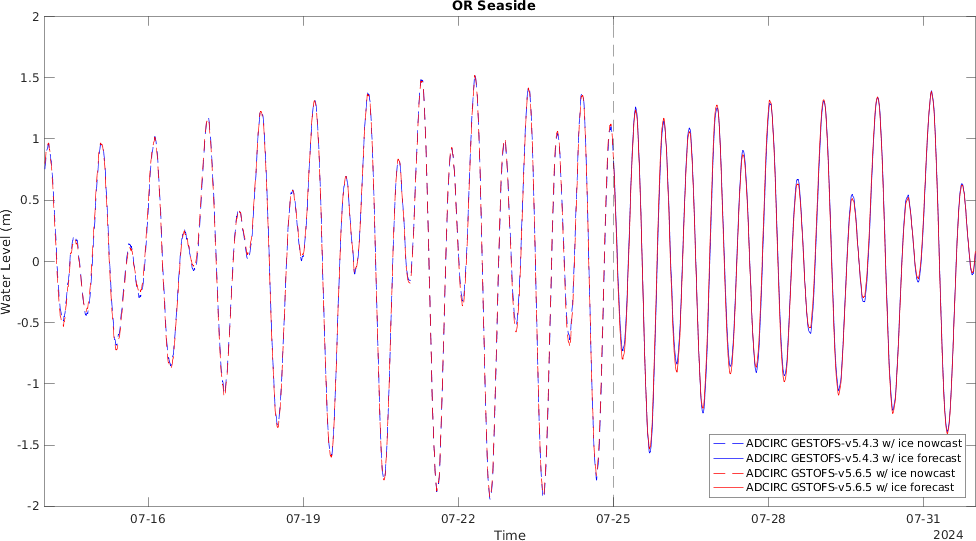 OR Seaside
2
1.5
1
0.5
0
-0.5
-1
-1.5
-2
Water Level (m)
ADCIRC GESTOFS-v5.4.3 w/ ice nowcast
ADCIRC GESTOFS-v5.4.3 w/ ice forecast
ADCIRC GSTOFS-v5.6.5 w/ ice nowcast
ADCIRC GSTOFS-v5.6.5 w/ ice forecast
07-16 07-19 07-22 07-25 07-28 07-31
Time
2024